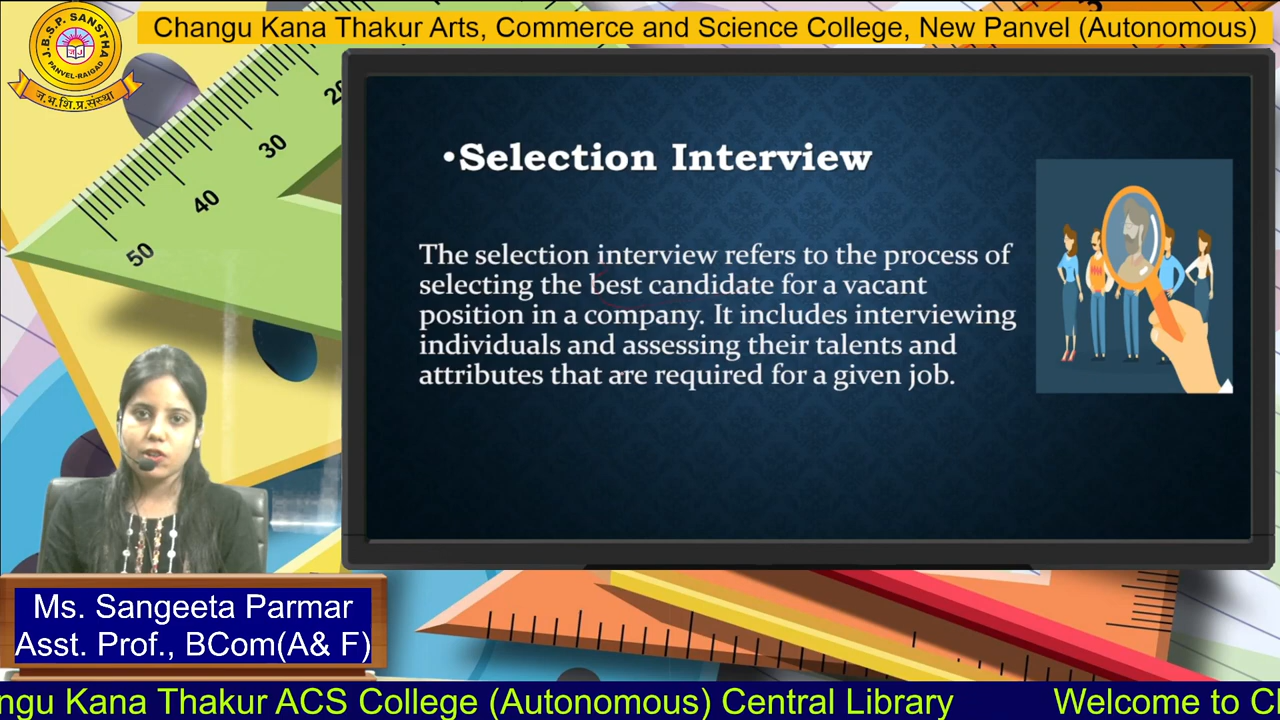 J.B.S.P. SANSTHA
PANVEL-RAIGAD
ज.भ.शि.प्र.संस्था
Changu Kana Thakur Arts, Commerce and Science College, New Panvel (Autonomous)
20
30
40
50
•Selection Interview
The selection interview refers to the process of
selecting the best candidate for a vacant
position in a company. It includes interviewing
individuals and assessing their talents and
attributes that are required for a given job.
Ms. Sangeeta Parmar
Asst. Prof., BCom(A& F)
ngu Kana Thakur ACS College (Autonomous) Central Library
Welcome to C